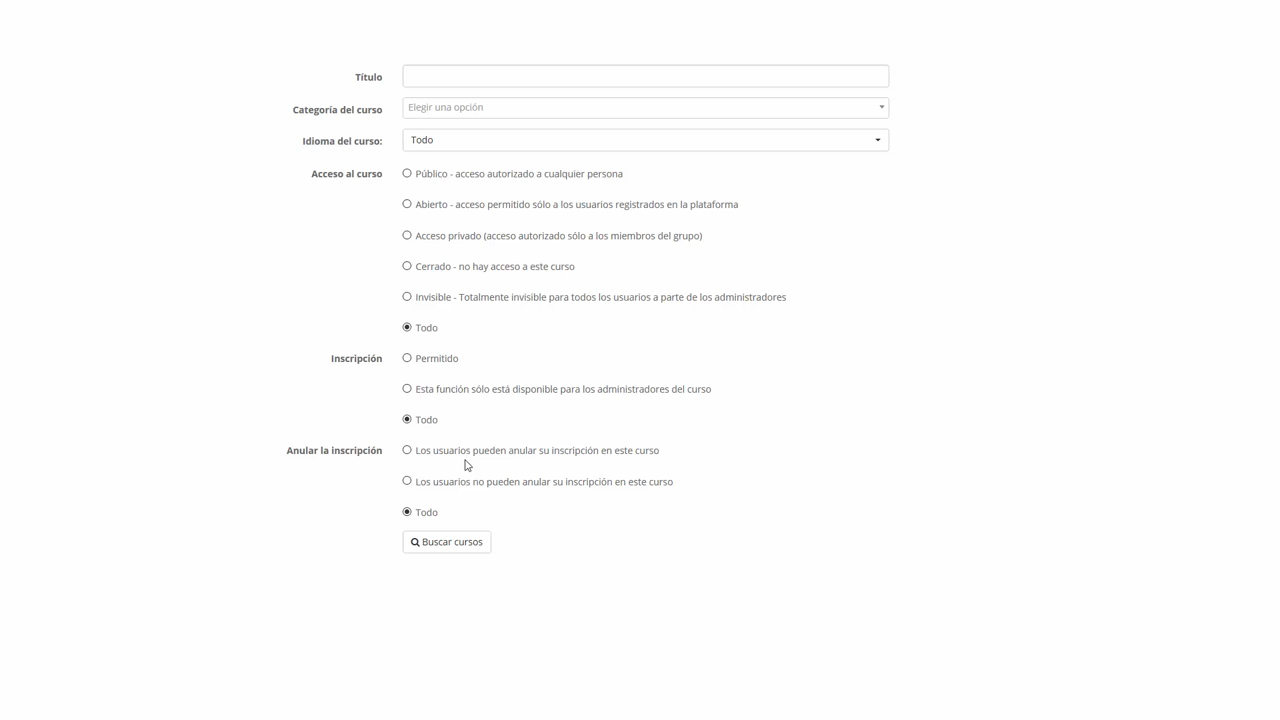 Título
Categoría del curso
Elegir una opción
Idioma del curso:
Todo
Acceso al curso
Público - acceso autorizado a cualquier persona
Abierto - acceso permitido sólo a los usuarios registrados en la plataforma
Acceso privado (acceso autorizado sólo a los miembros del grupo)
Cerrado - no hay acceso a este curso
Invisible - Totalmente invisible para todos los usuarios a parte de los administradores
Todo
Inscripción
Permitido
Esta función sólo está disponible para los administradores del curso
Todo
Anular la inscripción
Los usuarios pueden anular su inscripción en este curso
Los usuarios no pueden anular su inscripción en este curso
Todo
Buscar cursos